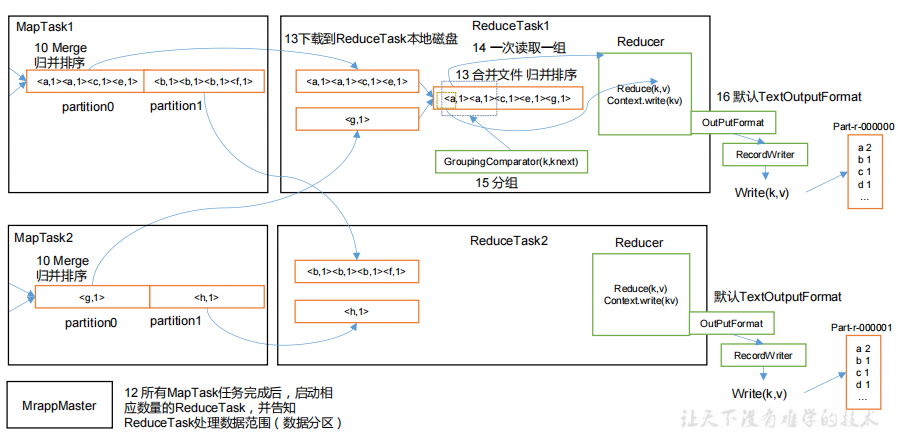 MapTask1
10 Merge
归并排序
<a,1><a,1><c,1><e,1>
<b,1><b,1><b,1><f,1>
partition0
partition1
ReduceTask1
13下载到ReduceTask本地磁盘
14 一次读取一组
<a,1><a,1><c,1><e,1>
<g,1>
13 合并文件 归并排序
<a,1><a,1><c,1><e,1><g,1>
GroupingComparator(k,knext)
15 分组
Reducer
Reduce(k,v)
Context.write(kv)
16 默认TextOutputFormat
OutPutFormat
RecordWriter
Write(k,v)
Part-r-000000
a 2
b 1
c 1
d 1
...
MapTask2
10 Merge
归并排序
<g,1>
<h,1>
partition0
partition1
ReduceTask2
<b,1><b,1><b,1><f,1>
<h,1>
Reducer
Reduce(k,v)
Context.write(kv)
默认TextOutputFormat
OutPutFormat
RecordWriter
Write(k,v)
Part-r-000001
a 2
b 1
c 1
d 1
...
MrappMaster
12 所有MapTask任务完成后，启动相
应数量的ReduceTask，并告知
ReduceTask处理数据范围（数据分区）
让天下没有难学的技术